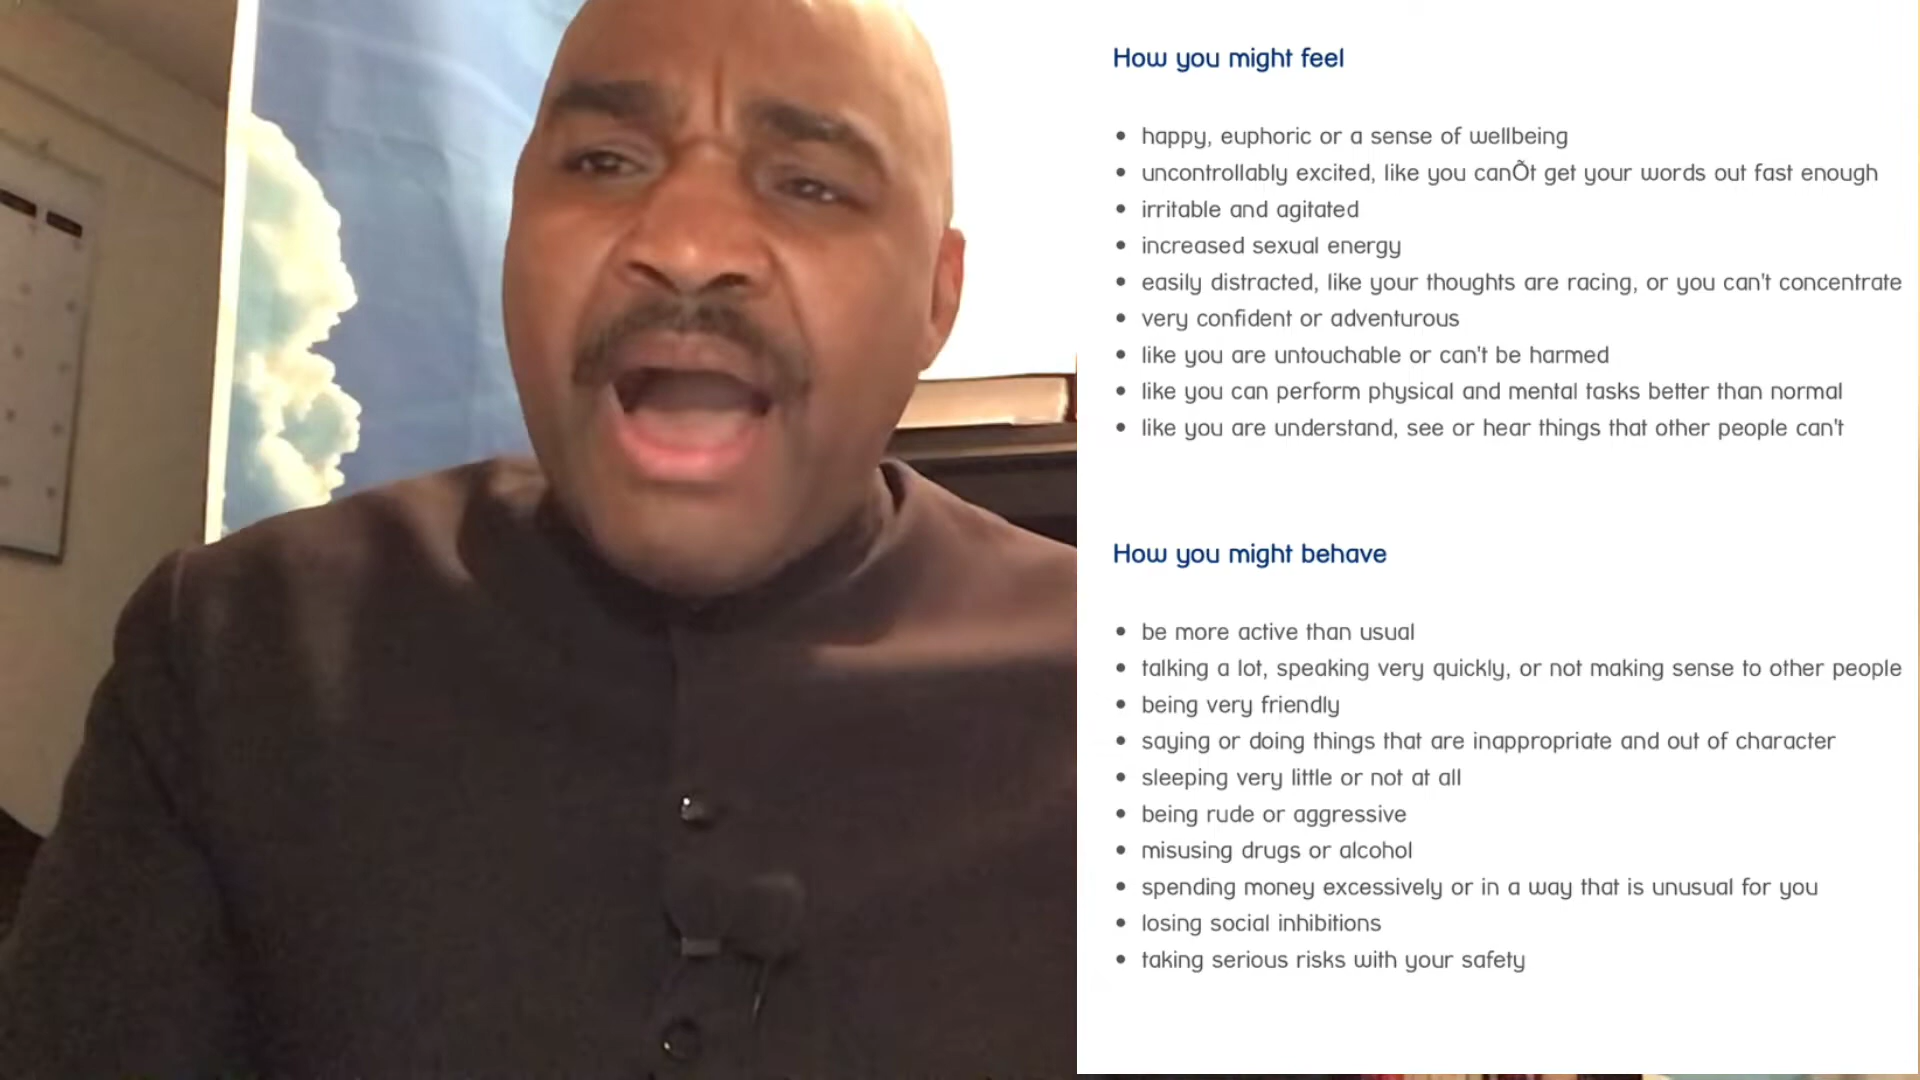 How you might feel
• happy, euphoric or a sense of wellbeing
• uncontrollably excited, like you canÕt get your words out fast enough
• irritable and agitated
• increased sexual energy
• easily distracted, like your thoughts are racing, or you can't concentrate
• very confident or adventurous
• like you are untouchable or can't be harmed
• like you can perform physical and mental tasks better than normal
• like you are understand, see or hear things that other people can't
How you might behave
• be more active than usual
• talking a lot, speaking very quickly, or not making sense to other people
• being very friendly
• saying or doing things that are inappropriate and out of character
• sleeping very little or not at all
• being rude or aggressive
• misusing drugs or alcohol
• spending money excessively or in a way that is unusual for you
• losing social inhibitions
• taking serious risks with your safety